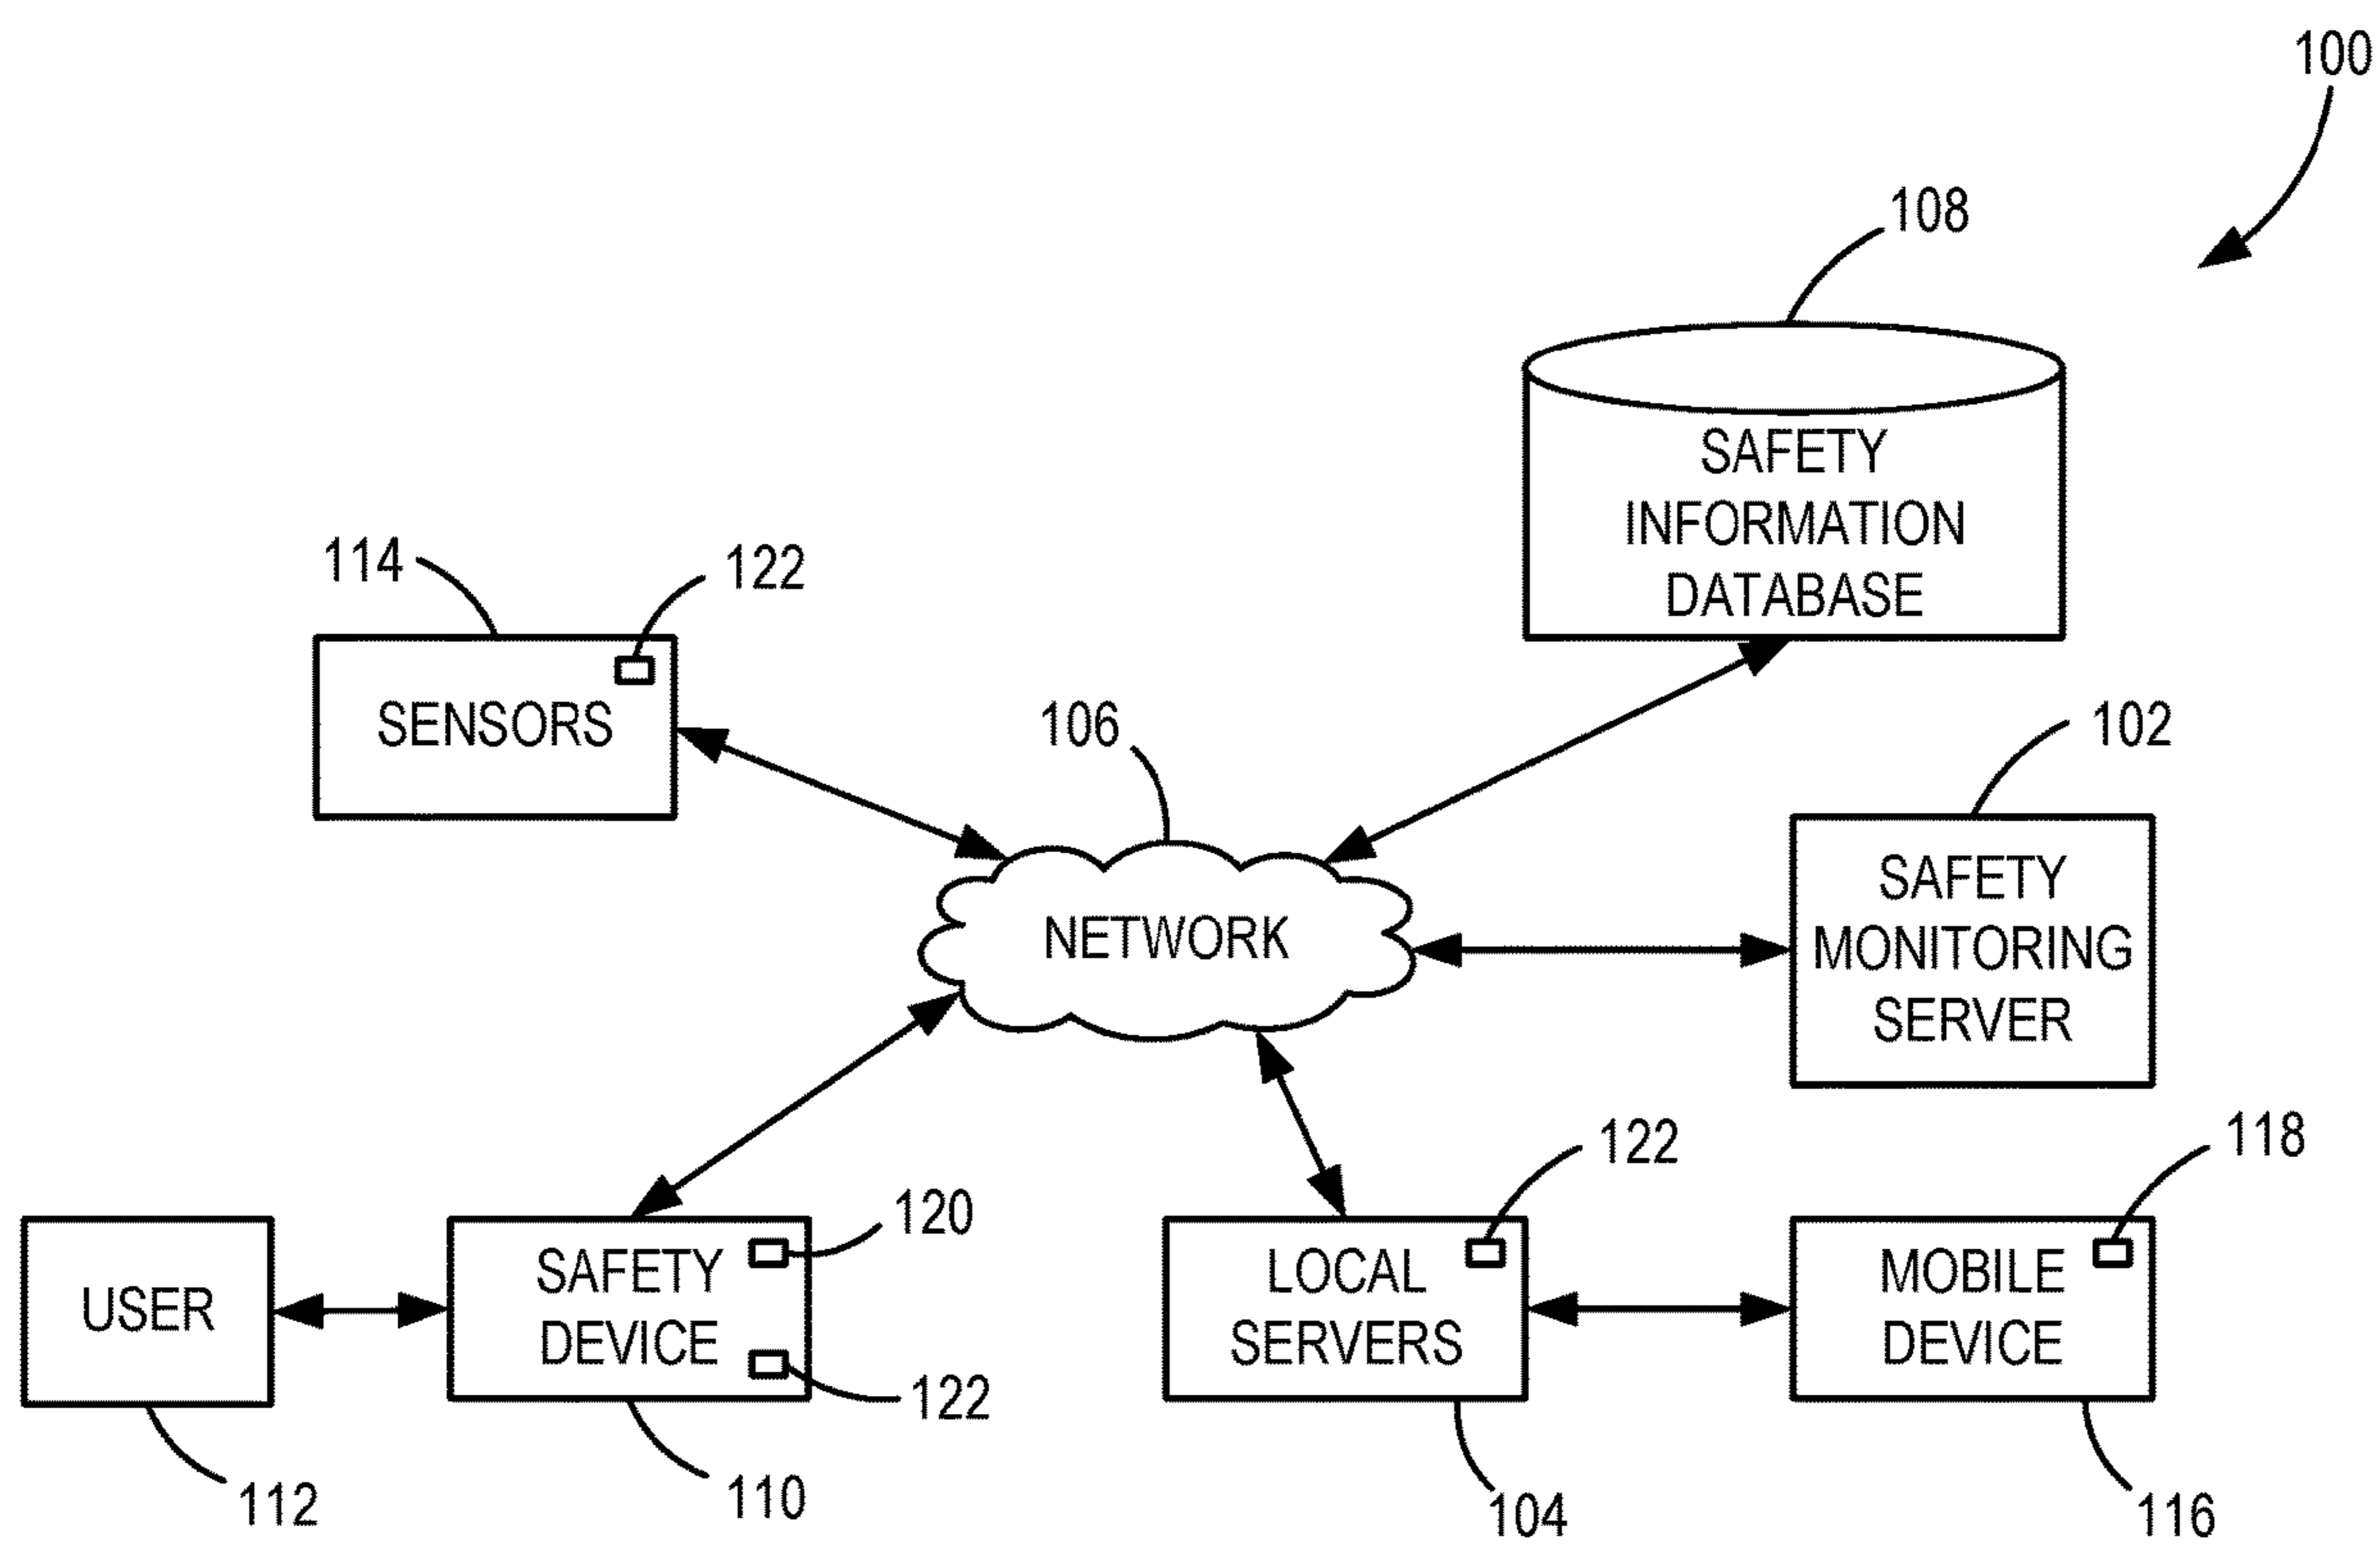 100
108
SAFETY
INFORMATION
DATABASE
114
122
SENSORS
106
102
NETWORK
SAFETY
MONITORING
SERVER
122
118
120
USER
SAFETY
DEVICE
LOCAL
SERVERS
MOBILE
DEVICE
122
112
110
104
116